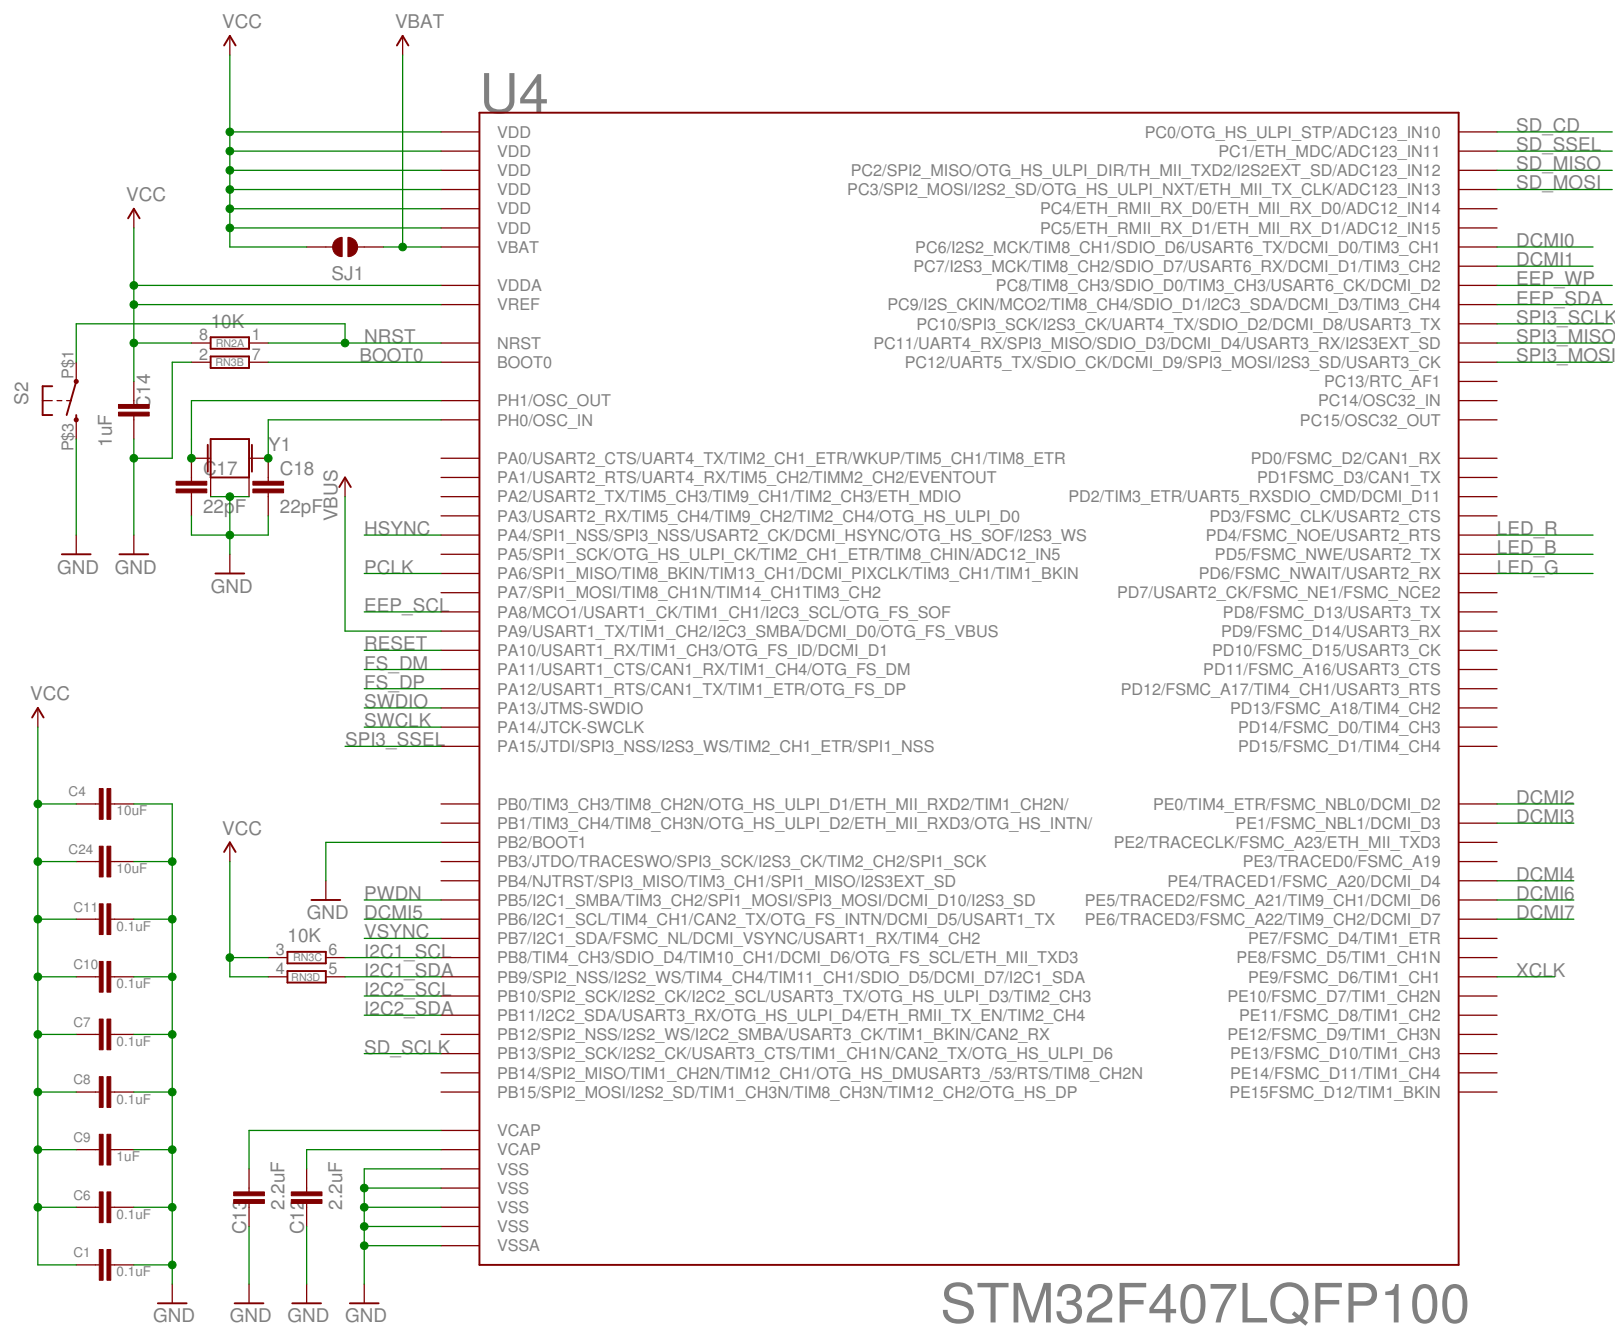 VCC
VBAT
U4
VDD
VDD
VDD
VDD
VDD
VDD
VBAT
SJ1
VCC
VDDA
VREF
10K
8
RN2A
1
NRST
NRST
2
RN3B
7
BOOT0
BOOT0
S2
P$1
P$3
C14
1uF
PH1/OSC_OUT
PH0/OSC_IN
Y1
C17
22pF
C18
22pF
VBUS
GND
GND
GND
PA0/USART2_CTS/UART4_TX/TIM2_CH1_ETR/WKUP/TIM5_CH1/TIM8_ETR
PA1/USART2_RTS/UART4_RX/TIM5_CH2/TIMM2_CH2/EVENTOUT
PA2/USART2_TX/TIM5_CH3/TIM9_CH1/TIM2_CH3/ETH_MDIO
PA3/USART2_RX/TIM5_CH4/TIM9_CH2/TIM2_CH4/OTG_HS_ULPI_D0
HSYNC
PA4/SPI1_NSS/SPI3_NSS/USART2_CK/DCMI_HSYNC/OTG_HS_SOF/I2S3_WS
PA5/SPI1_SCK/OTG_HS_ULPI_CK/TIM2_CH1_ETR/TIM8_CHIN/ADC12_IN5
PCLK
PA6/SPI1_MISO/TIM8_BKIN/TIM13_CH1/DCMI_PIXCLK/TIM3_CH1/TIM1_BKIN
PA7/SPI1_MOSI/TIM8_CH1N/TIM14_CH1TIM3_CH2
EEP_SCL
PA8/MCO1/USART1_CK/TIM1_CH1/I2C3_SCL/OTG_FS_SOF
PA9/USART1_TX/TIM1_CH2/I2C3_SMBA/DCMI_D0/OTG_FS_VBUS
RESET
PA10/USART1_RX/TIM1_CH3/OTG_FS_ID/DCMI_D1
FS_DM
PA11/USART1_CTS/CAN1_RX/TIM1_CH4/OTG_FS_DM
FS_DP
PA12/USART1_RTS/CAN1_TX/TIM1_ETR/OTG_FS_DP
SWDIO
PA13/JTMS-SWDIO
SWCLK
PA14/JTCK-SWCLK
SPI3_SSEL
PA15/JTDI/SPI3_NSS/I2S3_WS/TIM2_CH1_ETR/SPI1_NSS
PB0/TIM3_CH3/TIM8_CH2N/OTG_HS_ULPI_D1/ETH_MII_RXD2/TIM1_CH2N/
PB1/TIM3_CH4/TIM8_CH3N/OTG_HS_ULPI_D2/ETH_MII_RXD3/OTG_HS_INTN/
PB2/BOOT1
PB3/JTDO/TRACESWO/SPI3_SCK/I2S3_CK/TIM2_CH2/SPI1_SCK
PB4/NJTRST/SPI3_MISO/TIM3_CH1/SPI1_MISO/I2S3EXT_SD
GND
PWDN
PB5/I2C1_SMBA/TIM3_CH2/SPI1_MOSI/SPI3_MOSI/DCMI_D10/I2S3_SD
DCMI5
PB6/I2C1_SCL/TIM4_CH1/CAN2_TX/OTG_FS_INTN/DCMI_D5/USART1_TX
VSYNC
PB7/I2C1_SDA/FSMC_NL/DCMI_VSYNC/USART1_RX/TIM4_CH2
VCC
10K
3
RN3C
6
I2C1_SCL
PB8/TIM4_CH3/SDIO_D4/TIM10_CH1/DCMI_D6/OTG_FS_SCL/ETH_MII_TXD3
4
RN3D
5
I2C1_SDA
PB9/SPI2_NSS/I2S2_WS/TIM4_CH4/TIM11_CH1/SDIO_D5/DCMI_D7/I2C1_SDA
I2C2_SCL
PB10/SPI2_SCK/I2S2_CK/I2C2_SCL/USART3_TX/OTG_HS_ULPI_D3/TIM2_CH3
I2C2_SDA
PB11/I2C2_SDA/USART3_RX/OTG_HS_ULPI_D4/ETH_RMII_TX_EN/TIM2_CH4
PB12/SPI2_NSS/I2S2_WS/I2C2_SMBA/USART3_CK/TIM1_BKIN/CAN2_RX
SD_SCLK
PB13/SPI2_SCK/I2S2_CK/USART3_CTS/TIM1_CH1N/CAN2_TX/OTG_HS_ULPI_D6
PB14/SPI2_MISO/TIM1_CH2N/TIM12_CH1/OTG_HS_DMUSART3_/53/RTS/TIM8_CH2N
PB15/SPI2_MOSI/I2S2_SD/TIM1_CH3N/TIM8_CH3N/TIM12_CH2/OTG_HS_DP
VCAP
VCAP
VSS
VSS
VSS
VSS
VSSA
C13
2.2uF
C12
2.2uF
GND
GND
GND
VCC
C4
10uF
C24
10uF
C11
0.1uF
C10
0.1uF
C7
0.1uF
C8
0.1uF
C9
1uF
C6
0.1uF
C1
0.1uF
GND
PC0/OTG_HS_ULPI_STP/ADC123_IN10
SD_CD
PC1/ETH_MDC/ADC123_IN11
SD_SSEL
PC2/SPI2_MISO/OTG_HS_ULPI_DIR/TH_MII_TXD2/I2S2EXT_SD/ADC123_IN12
SD_MISO
PC3/SPI2_MOSI/I2S2_SD/OTG_HS_ULPI_NXT/ETH_MII_TX_CLK/ADC123_IN13
SD_MOSI
PC4/ETH_RMII_RX_D0/ETH_MII_RX_D0/ADC12_IN14
PC5/ETH_RMII_RX_D1/ETH_MII_RX_D1/ADC12_IN15
PC6/I2S2_MCK/TIM8_CH1/SDIO_D6/USART6_TX/DCMI_D0/TIM3_CH1
DCMI0
PC7/I2S3_MCK/TIM8_CH2/SDIO_D7/USART6_RX/DCMI_D1/TIM3_CH2
DCMI1
PC8/TIM8_CH3/SDIO_D0/TIM3_CH3/USART6_CK/DCMI_D2
EEP_WP
PC9/I2S_CKIN/MCO2/TIM8_CH4/SDIO_D1/I2C3_SDA/DCMI_D3/TIM3_CH4
EEP_SDA
PC10/SPI3_SCK/I2S3_CK/UART4_TX/SDIO_D2/DCMI_D8/USART3_TX
SPI3_SCLK
PC11/UART4_RX/SPI3_MISO/SDIO_D3/DCMI_D4/USART3_RX/I2S3EXT_SD
SPI3_MISO
PC12/UART5_TX/SDIO_CK/DCMI_D9/SPI3_MOSI/I2S3_SD/USART3_CK
SPI3_MOSI
PC13/RTC_AF1
PC14/OSC32_IN
PC15/OSC32_OUT
PD0/FSMC_D2/CAN1_RX
PD1FSMC_D3/CAN1_TX
PD2/TIM3_ETR/UART5_RXSDIO_CMD/DCMI_D11
PD3/FSMC_CLK/USART2_CTS
PD4/FSMC_NOE/USART2_RTS
LED_R
PD5/FSMC_NWE/USART2_TX
LED_B
PD6/FSMC_NWAIT/USART2_RX
LED_G
PD7/USART2_CK/FSMC_NE1/FSMC_NCE2
PD8/FSMC_D13/USART3_TX
PD9/FSMC_D14/USART3_RX
PD10/FSMC_D15/USART3_CK
PD11/FSMC_A16/USART3_CTS
PD12/FSMC_A17/TIM4_CH1/USART3_RTS
PD13/FSMC_A18/TIM4_CH2
PD14/FSMC_D0/TIM4_CH3
PD15/FSMC_D1/TIM4_CH4
PE0/TIM4_ETR/FSMC_NBL0/DCMI_D2
DCMI2
PE1/FSMC_NBL1/DCMI_D3
DCMI3
PE2/TRACECLK/FSMC_A23/ETH_MII_TXD3
PE3/TRACED0/FSMC_A19
PE4/TRACED1/FSMC_A20/DCMI_D4
DCMI4
PE5/TRACED2/FSMC_A21/TIM9_CH1/DCMI_D6
DCMI6
PE6/TRACED3/FSMC_A22/TIM9_CH2/DCMI_D7
DCMI7
PE7/FSMC_D4/TIM1_ETR
PE8/FSMC_D5/TIM1_CH1N
PE9/FSMC_D6/TIM1_CH1
XCLK
PE10/FSMC_D7/TIM1_CH2N
PE11/FSMC_D8/TIM1_CH2
PE12/FSMC_D9/TIM1_CH3N
PE13/FSMC_D10/TIM1_CH3
PE14/FSMC_D11/TIM1_CH4
PE15FSMC_D12/TIM1_BKIN
STM32F407LQFP100